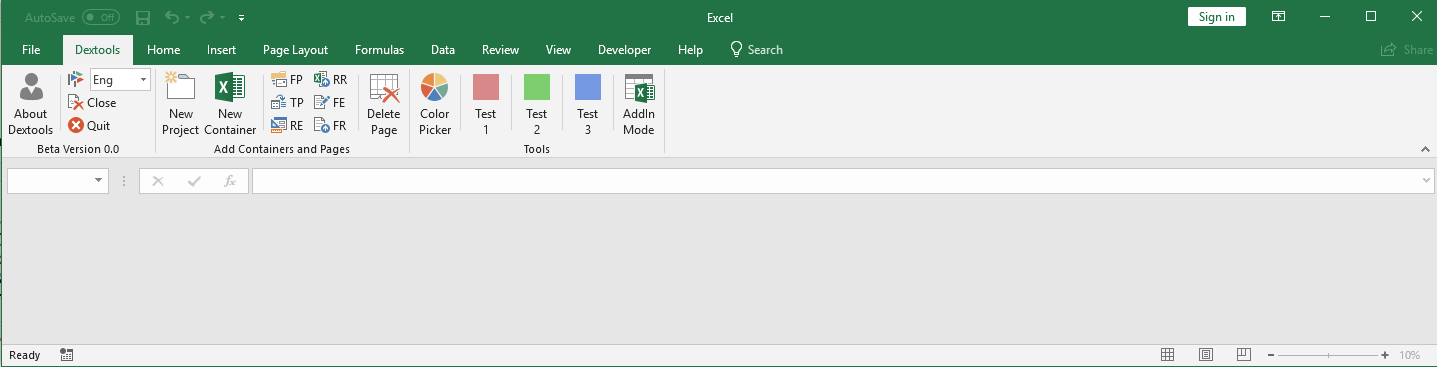 AutoSave Off Excel Sign in
File Dextools Home Insert Page Layout Formulas Data Review View Developer Help Search Share
Eng FP RR
Close TP FE
Quit RE FR
About New New Delete Color Test Test Test AddIn
Dextools Project Container Page Picker 1 2 3 Mode
Beta Version 0.0 Add Containers and Pages Tools
fx
Ready 10%